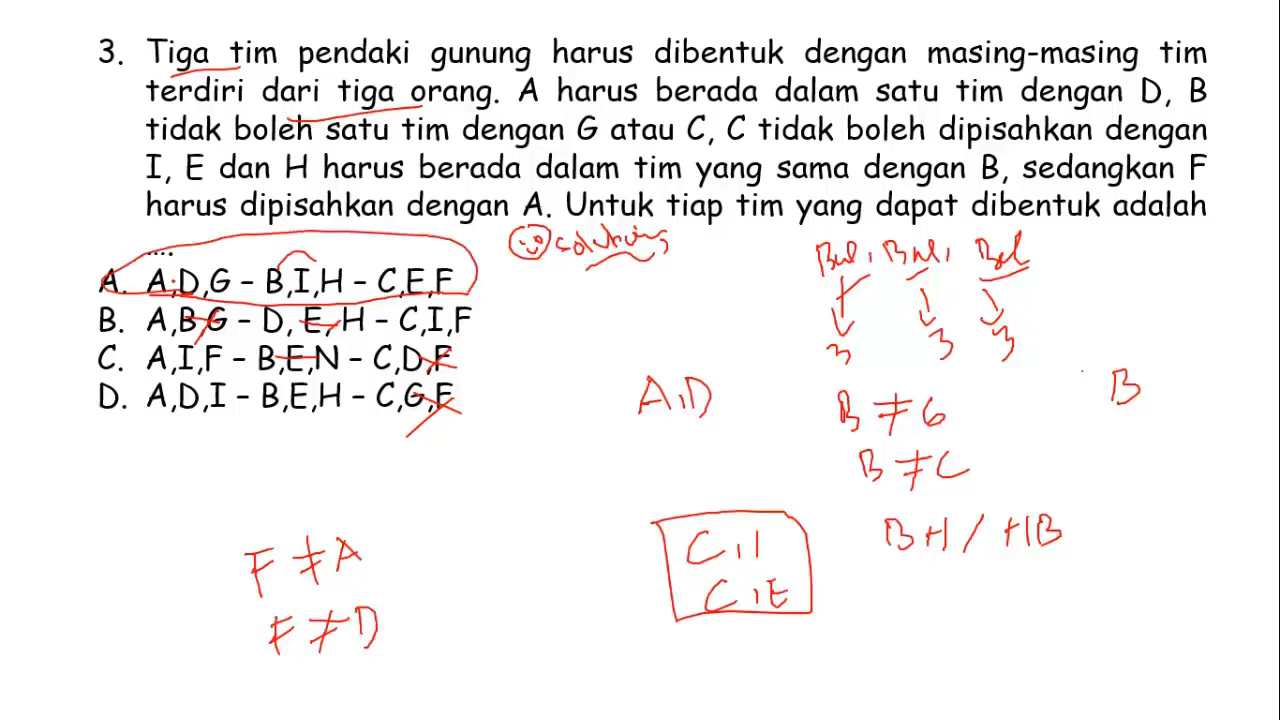 3. Tiga tim pendaki gunung harus dibentuk dengan masing-masing tim
terdiri dari tiga orang. A harus berada dalam satu tim dengan D, B
tidak boleh satu tim dengan G atau C, C tidak boleh dipisahkan dengan
I, E dan H harus berada dalam tim yang sama dengan B, sedangkan F
harus dipisahkan dengan A. Untuk tiap tim yang dapat dibentuk adalah
....
A. A,D,G – B,I,H – C,E,F
B. A,B,G – D, E, H – C,I,F
C. A,I,F – B,E,N – C,D,F
D. A,D,I – B,E,H – C,G,F
3 3 3
A,D
B ≠ G
B
B ≠ C
BH / HB
C,I
C,E
F ≠ A
F ≠ D